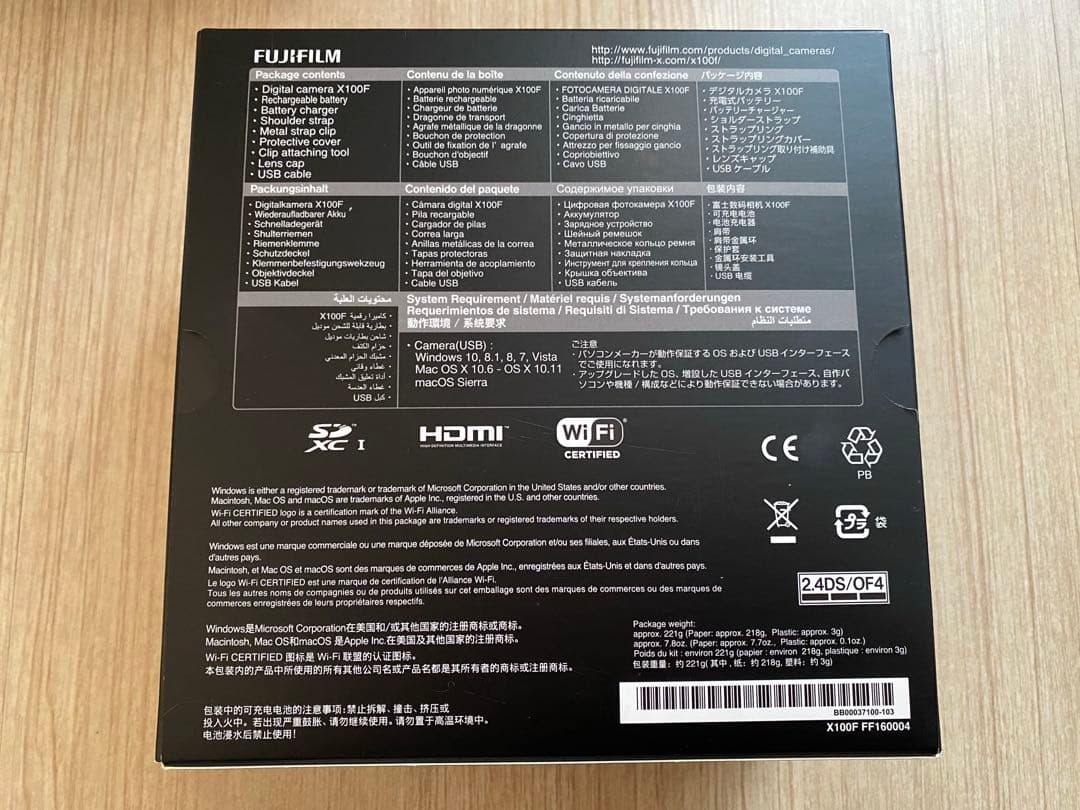 FUJIFILM
http://www.fujifilm.com/products/digital_cameras/
http://fujifilm-x.com/x100f/
Package contents
・Digital camera X100F
・Rechargeable battery
・Battery charger
・Shoulder strap
・Metal strap clip
・Protective cover
・Clip attaching tool
・Lens cap
・USB cable
Contenu de la boîte
・Appareil photo numérique X100F
・Batterie rechargeable
・Chargeur de batterie
・Dragonne de transport
・Agrafe métallique de la dragonne
・Bouchon de protection
・Outil de fixation de l'agrafe
・Bouchon d'objectif
・Câble USB
Contenuto della confezione
・FOTOCAMERA DIGITALE X100F
・Batteria ricaricabile
・Carica Batterie
・Cinghietta
・Gancio in metallo per cinghia
・Copertura di protezione
・Attrezzo per fissaggio gancio
・Copriobiettivo
・Cavo USB
パッケージ内容
・デジタルカメラ X100F
・充電式バッテリー
・バッテリーチャージャー
・ショルダーストラップ
・ストラップリング
・ストラップリングカバー
・ストラップリング取り付け補助具
・レンズキャップ
・USB ケーブル
Packungsinhalt
・Digitalkamera X100F
・Wiederaufladbarer Akku
・Schnelladegerät
・Shulterriemen
・Riemenklemme
・Schutzdeckel
・Klemmenbefestigungswekzeug
・Objektivdeckel
・USB Kabel
Contenido del paquete
・Câmara digital X100F
・Pila recargable
・Cargador de pilas
・Correa larga
・Anillas metálicas de la correa
・Tapas protectoras
・Herramienta de acoplamiento
・Tapa del objetivo
・Cable USB
Содержимое упаковки
・Цифровая фотокамера X100F
・Аккумулятор
・Зарядное устройство
・Шейный ремешок
・Металлическое кольцо ремня
・Защитная накладка
・Инструмент для крепления кольца
・Крышка объектива
・USB кабель
包装内容
・富士数码相机 X100F
・可充电电池
・电池充电器
・肩带
・肩带金属环
・保护套
・金属环安装工具
・镜头盖
・USB 电缆
محتويات العلبة
・كاميرا رقمية X100F
・بطارية قابلة للشحن موديل
・شاحن بطاريات موديل
・حزام الكتف
・مشبك الحزام المعدني
・غطاء وقائي
・أداة تعليق المشبك
・غطاء العدسة
・كبل USB
System Requirement / Matériel requis / Systemanforderungen
Requerimientos de sistema / Requisiti di Sistema / Требования к системе
動作環境 / 系统要求
متطلبات النظام
・Camera(USB) :
Windows 10, 8.1, 8, 7, Vista
Mac OS X 10.6 - OS X 10.11
macOS Sierra
ご注意
・パソコンメーカーが動作保証する OS および USB インターフェース
でご使用になれます。
・アップグレードした OS、増設した USB インターフェース、自作パ
ソコンや機種 / 構成などにより動作保証できない場合があります。
SD XC I
HDMI
HIGH-DEFINITION MULTIMEDIA INTERFACE
Wi Fi
CERTIFIED
CE
PB
Windows is either a registered trademark or trademark of Microsoft Corporation in the United States and/or other countries.
Macintosh, Mac OS and macOS are trademarks of Apple Inc., registered in the U.S. and other countries.
Wi-Fi CERTIFIED logo is a certification mark of the Wi-Fi Alliance.
All other company or product names used in this package are trademarks or registered trademarks of their respective holders.
プラ
袋
Windows est une marque commerciale ou une marque déposée de Microsoft Corporation et/ou ses filiales, aux États-Unis ou dans
d'autres pays.
Macintosh, et Mac OS et macOS sont des marques de commerces de Apple Inc., enregistrées aux États-Unis et dans d'autres pays.
Le logo Wi-Fi CERTIFIED est une marque de certification de l'Alliance Wi-Fi.
Tous les autres noms de compagnies ou de produits utilisés sur cet emballage sont des marques de commerces ou des marques de
commerces enregistrées de leurs propriétaires respectifs.
2.4DS/OF4
Windows是Microsoft Corporation在美国和/或其他国家的注册商标或商标。
Macintosh, Mac OS和macOS 是Apple Inc.在美国及其他国家的注册商标。
Wi-Fi CERTIFIED 图标是 Wi-Fi 联盟的认证图标。
本包装内的产品中所使用的所有其他公司名或产品名都是其所有者的商标或注册商标。
Package weight:
approx. 221g (Paper: approx. 218g, Plastic: approx. 3g)
approx. 7.8oz. (Paper: approx. 7.7oz., Plastic: approx. 0.1oz.)
Poids du kit : environ 221g (papier : environ 218g, plastique : environ 3g)
包装重量: 约 221g( 其中 , 纸: 约 218g, 塑料: 约 3g)
包装中的可充电电池的注意事项:禁止拆解、撞击、挤压或
投入火中。若出现严重鼓胀、请勿继续使用。请勿置于高温环境中。
电池浸水后禁止使用!
BB00037100-103
X100F FF160004